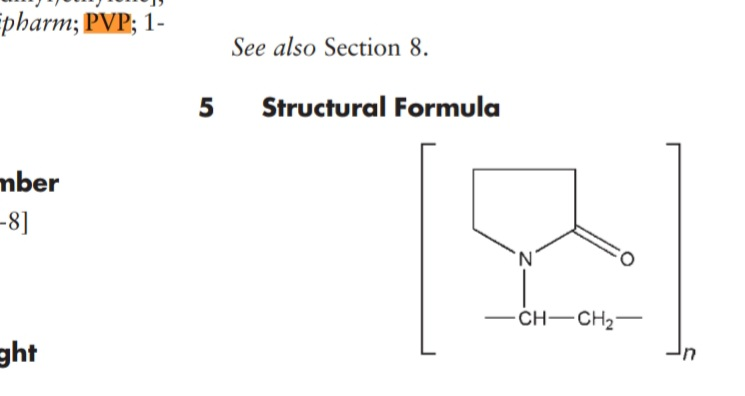 pharm; PVP; 1-
See also Section 8.
5 Structural Formula
mber
-8]
N
O
CH—CH₂
n
ght